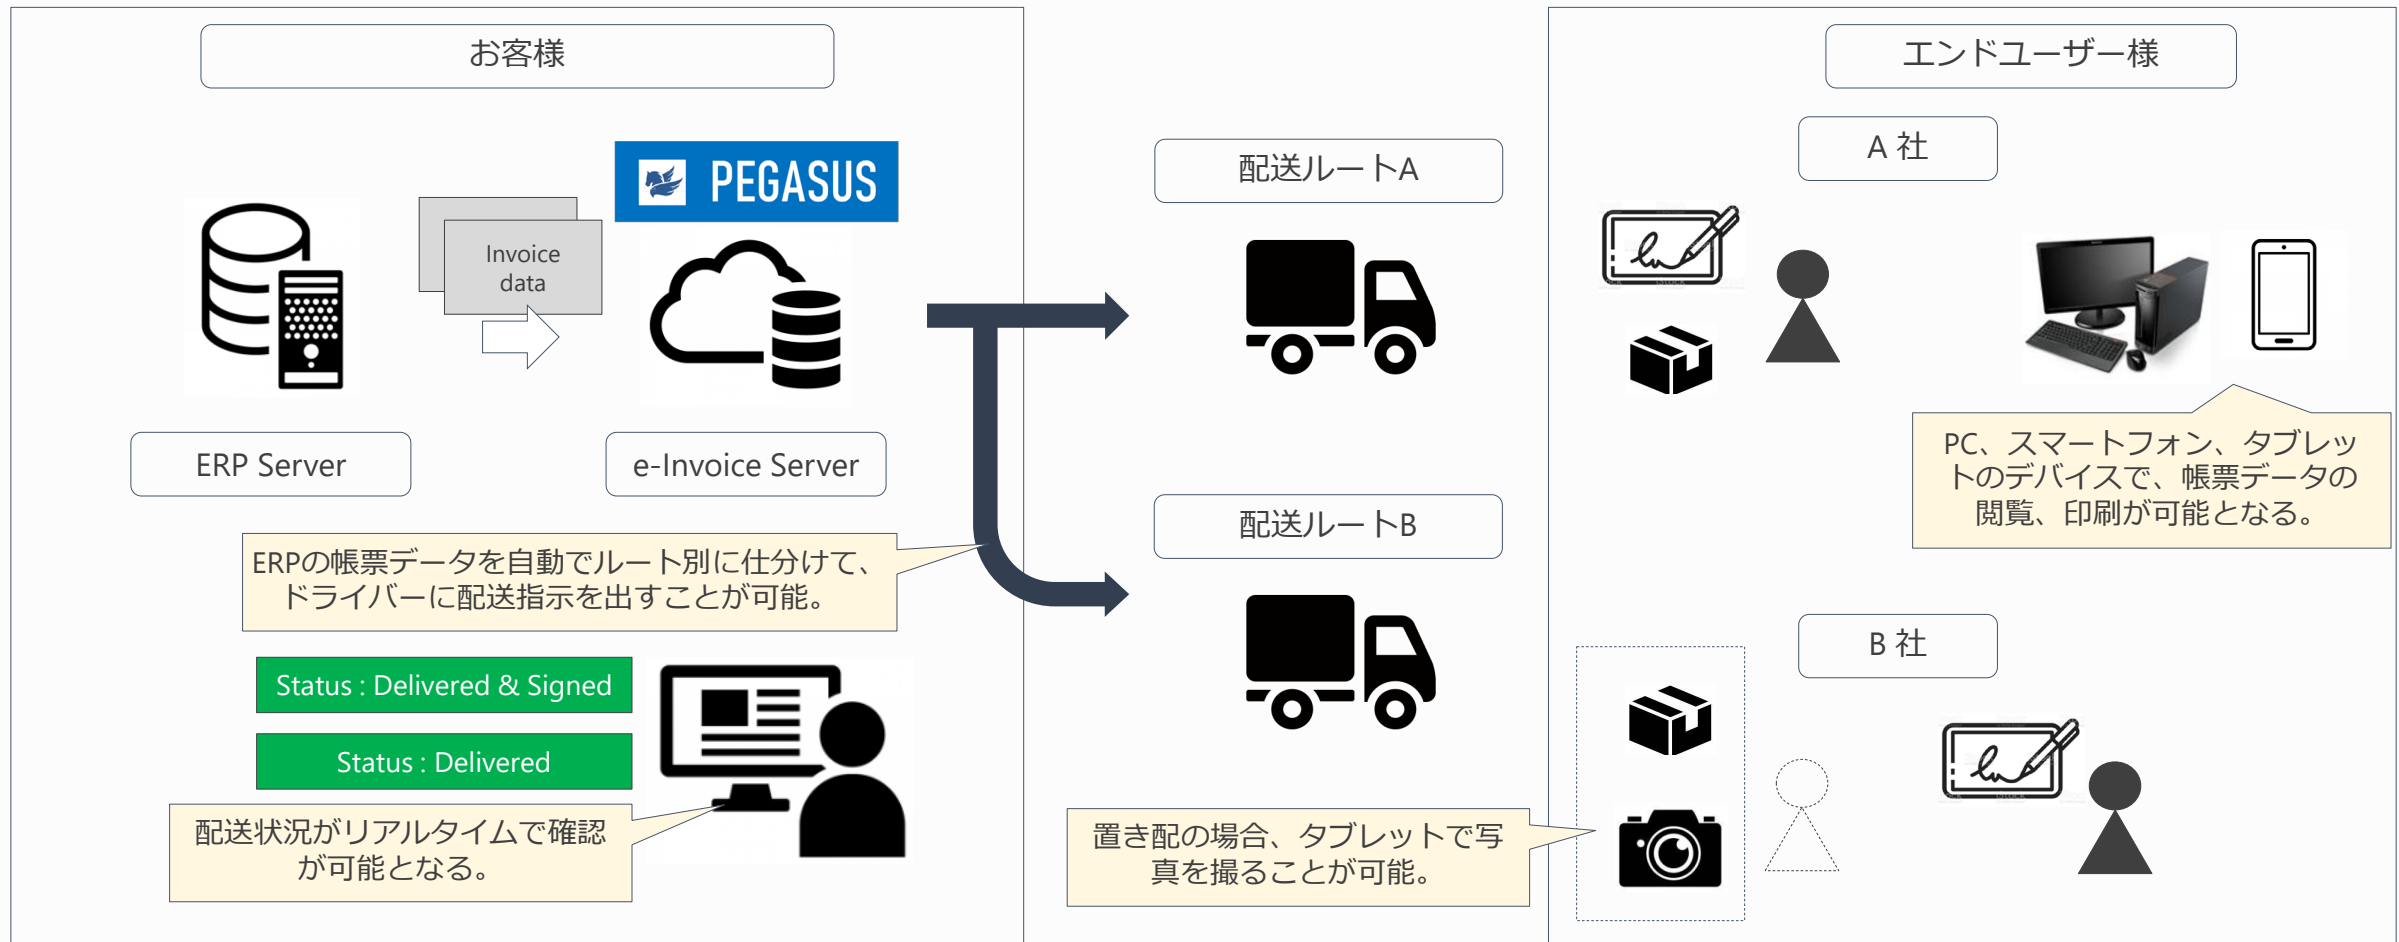 お客様
PEGASUS
Invoice
data
ERP Server
e-Invoice Server
ERPの帳票データを自動でルート別に仕分けて、
ドライバーに配送指示を出すことが可能。
Status : Delivered & Signed
Status : Delivered
配送状況がリアルタイムで確認
が可能となる。
配送ルートA
配送ルートB
置き配の場合、タブレットで写
真を撮ることが可能。
エンドユーザー様
A 社
PC、スマートフォン、タブレッ
トのデバイスで、帳票データの
閲覧、印刷が可能となる。
B 社